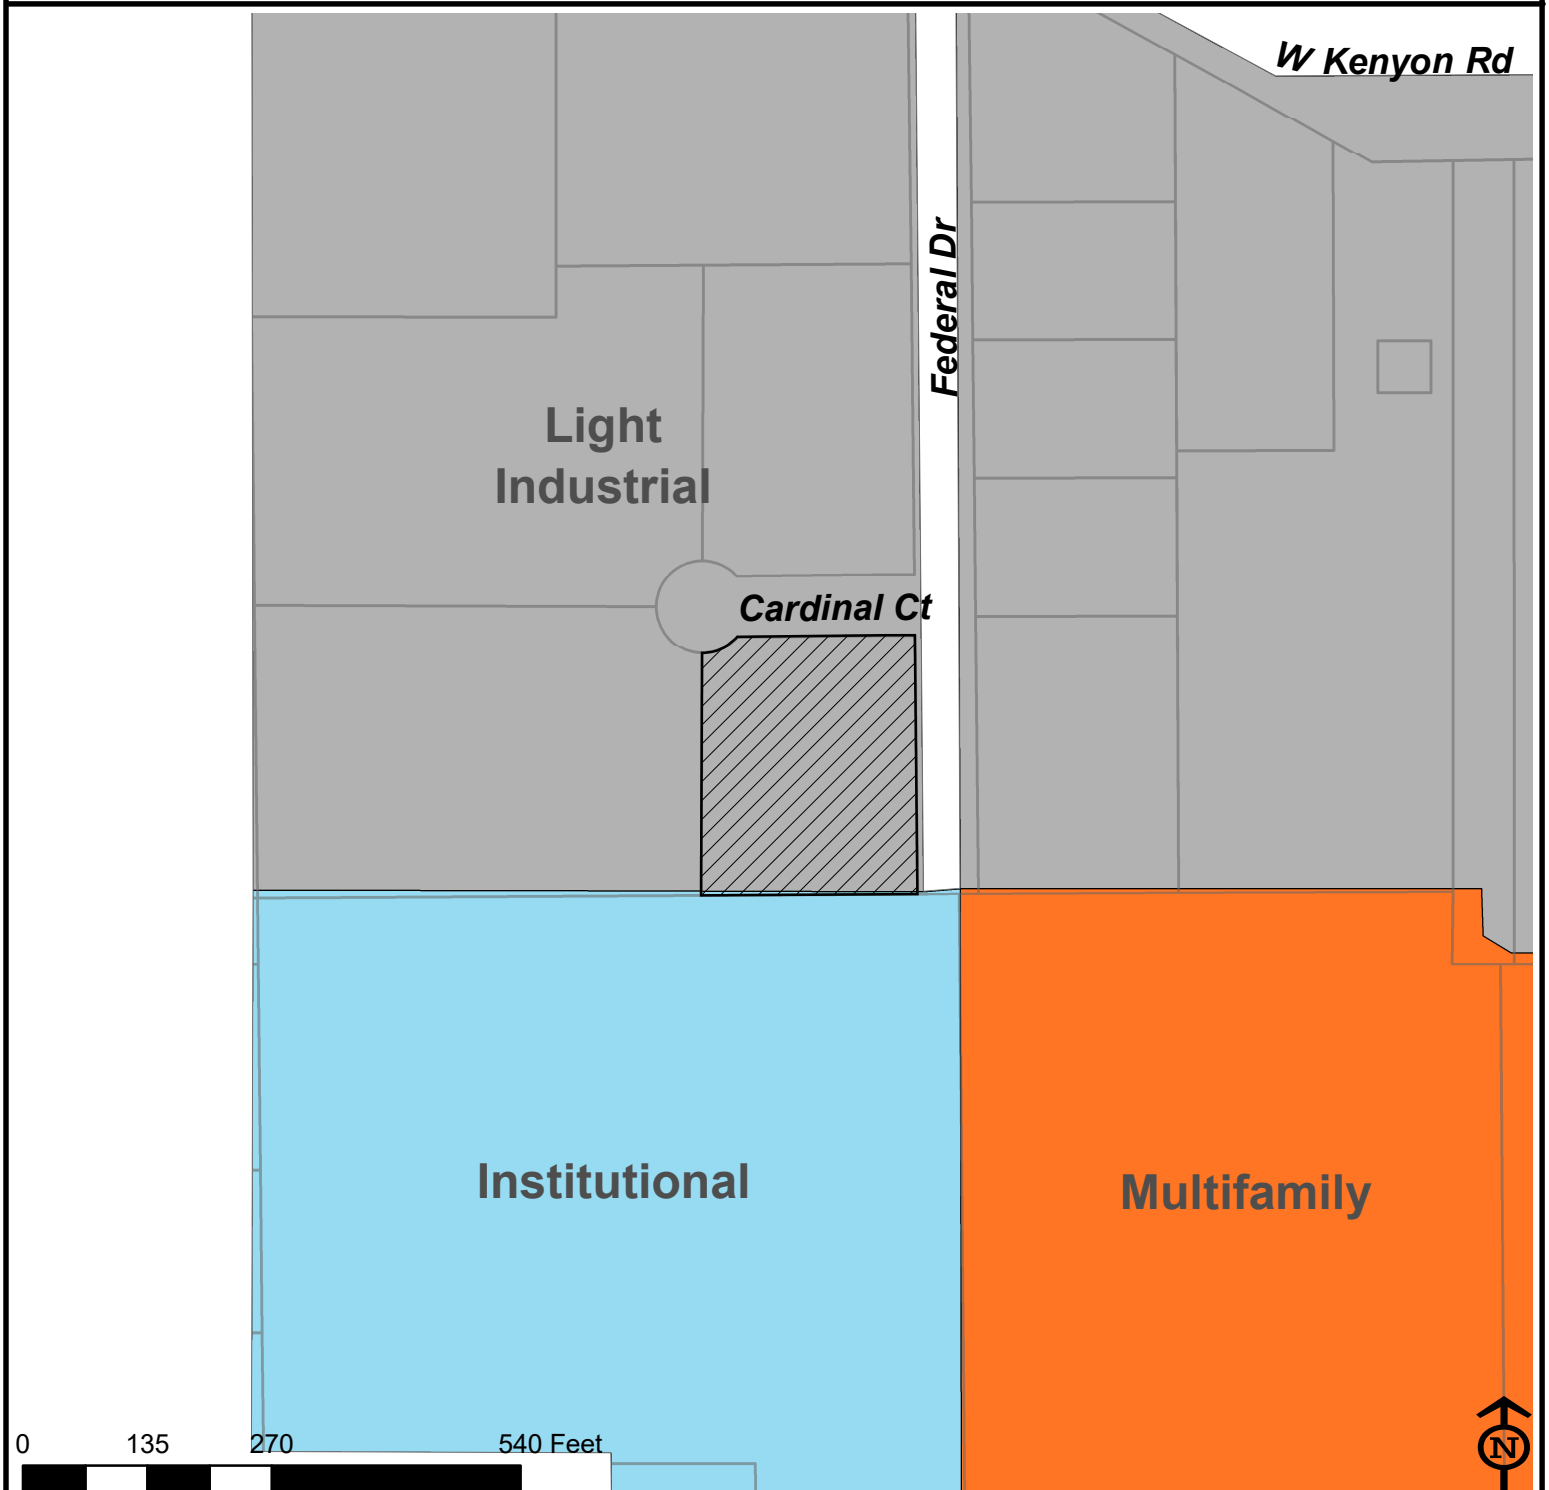 W Kenyon Rd
Federal Dr
Light
Industrial
Cardinal Ct
Institutional
Multifamily
0 135 270 540 Feet
N